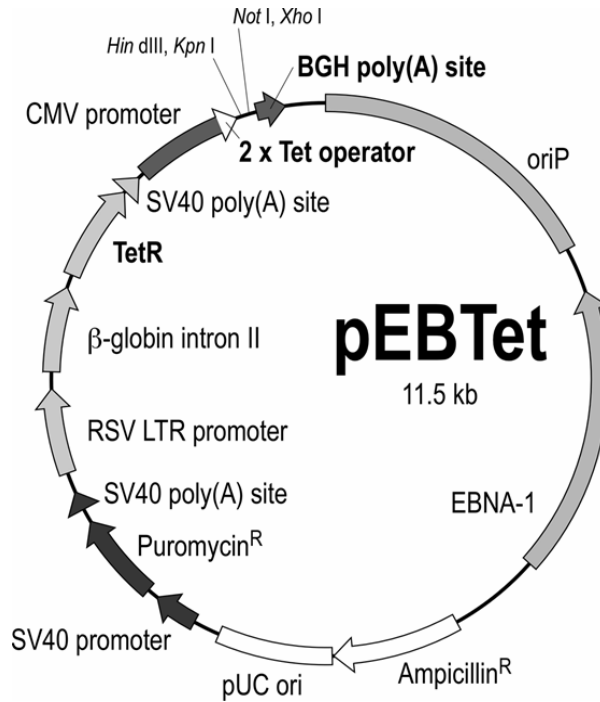 Not I, Xho I
Hin dIII, Kpn I
BGH poly(A) site
CMV promoter
2 x Tet operator
oriP
SV40 poly(A) site
TetR
pEBTet
11.5 kb
β-globin intron II
RSV LTR promoter
SV40 poly(A) site
EBNA-1
Puromycinᴿ
SV40 promoter
pUC ori
Ampicillinᴿ